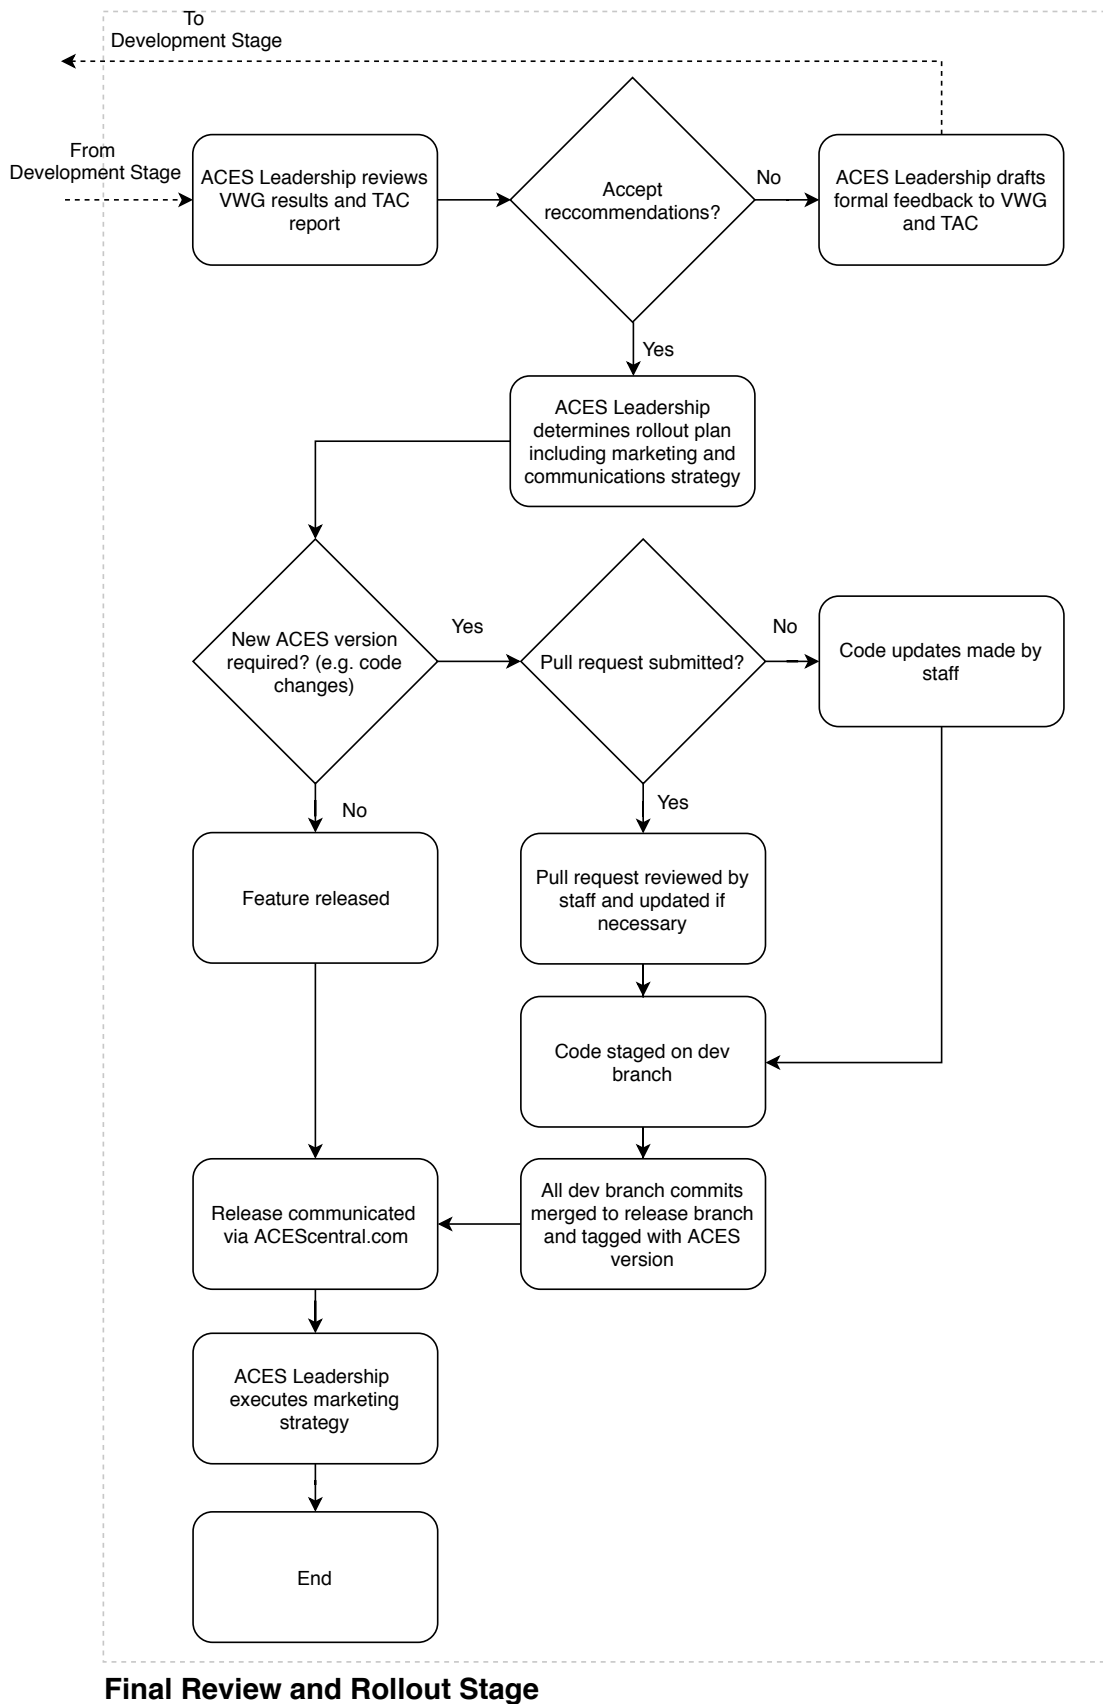 To
Development Stage
From
Development Stage
ACES Leadership reviews
VWG results and TAC
report
Accept
reccommendations?
No
ACES Leadership drafts
formal feedback to VWG
and TAC
Yes
ACES Leadership
determines rollout plan
including marketing and
communications strategy
New ACES version
required? (e.g. code
changes)
Yes
Pull request submitted?
No
Code updates made by
staff
No
Yes
Feature released
Pull request reviewed by
staff and updated if
necessary
Code staged on dev
branch
Release communicated
via ACEScentral.com
All dev branch commits
merged to release branch
and tagged with ACES
version
ACES Leadership
executes marketing
strategy
End
Final Review and Rollout Stage